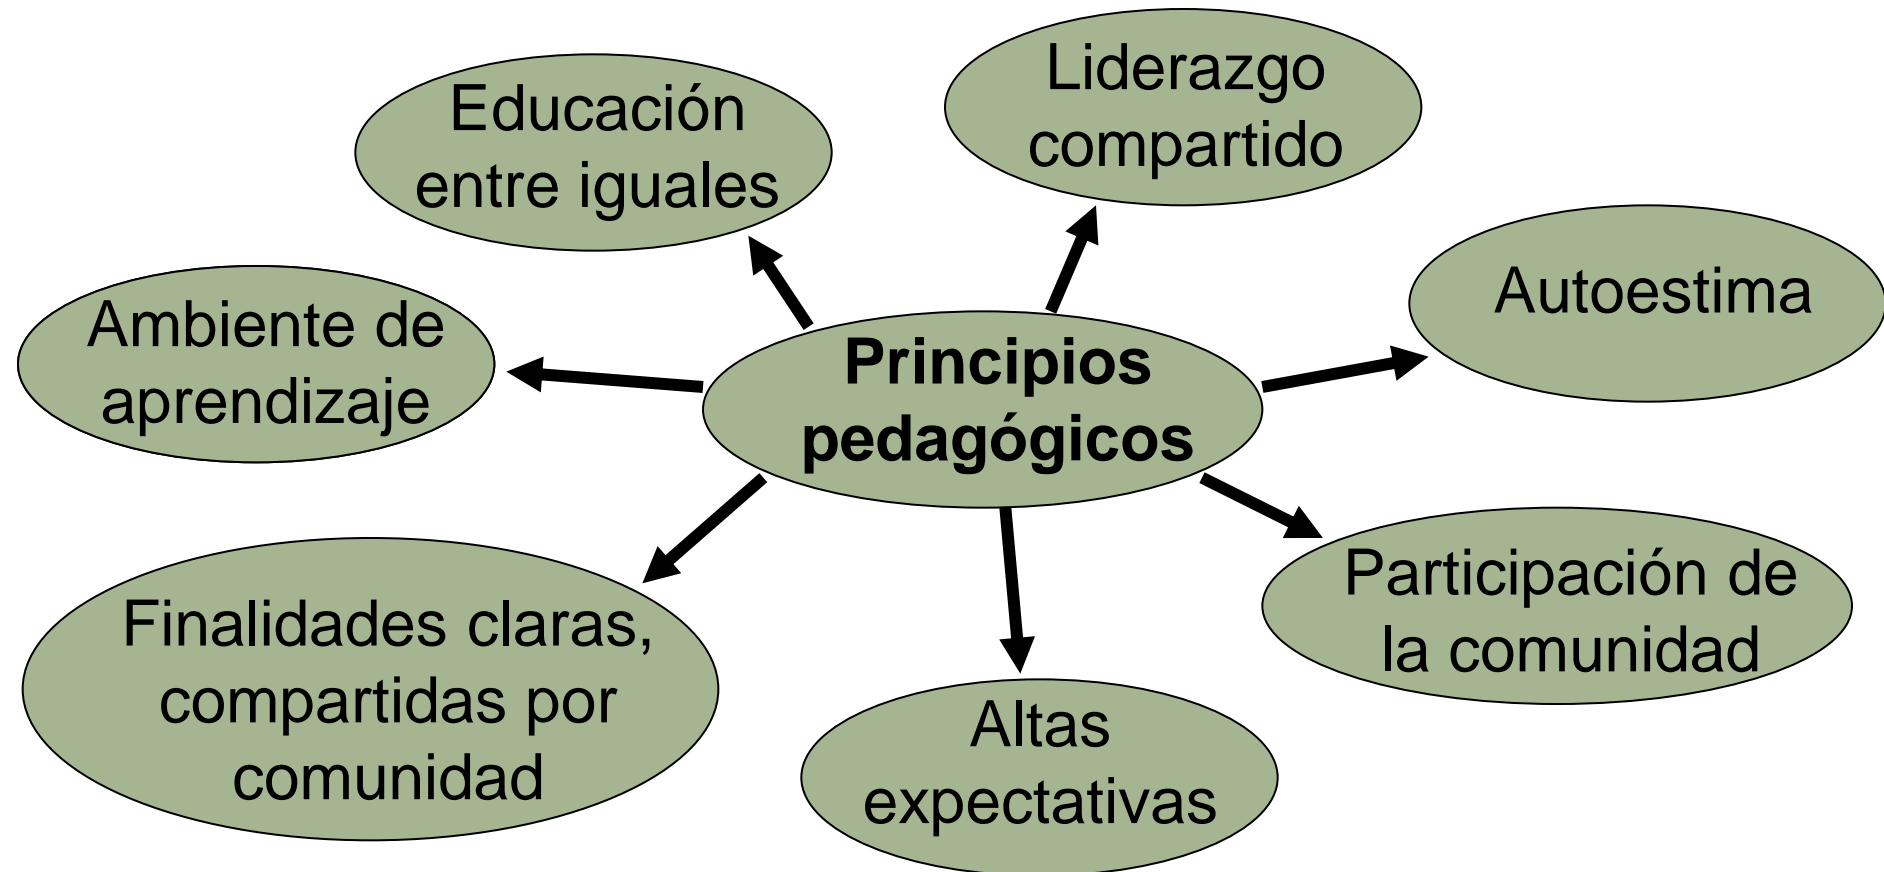 Liderazgo
compartido
Educación
entre iguales
Autoestima
Ambiente de
aprendizaje
Principios
pedagógicos
Participación de
la comunidad
Finalidades claras,
compartidas por
comunidad
Altas
expectativas